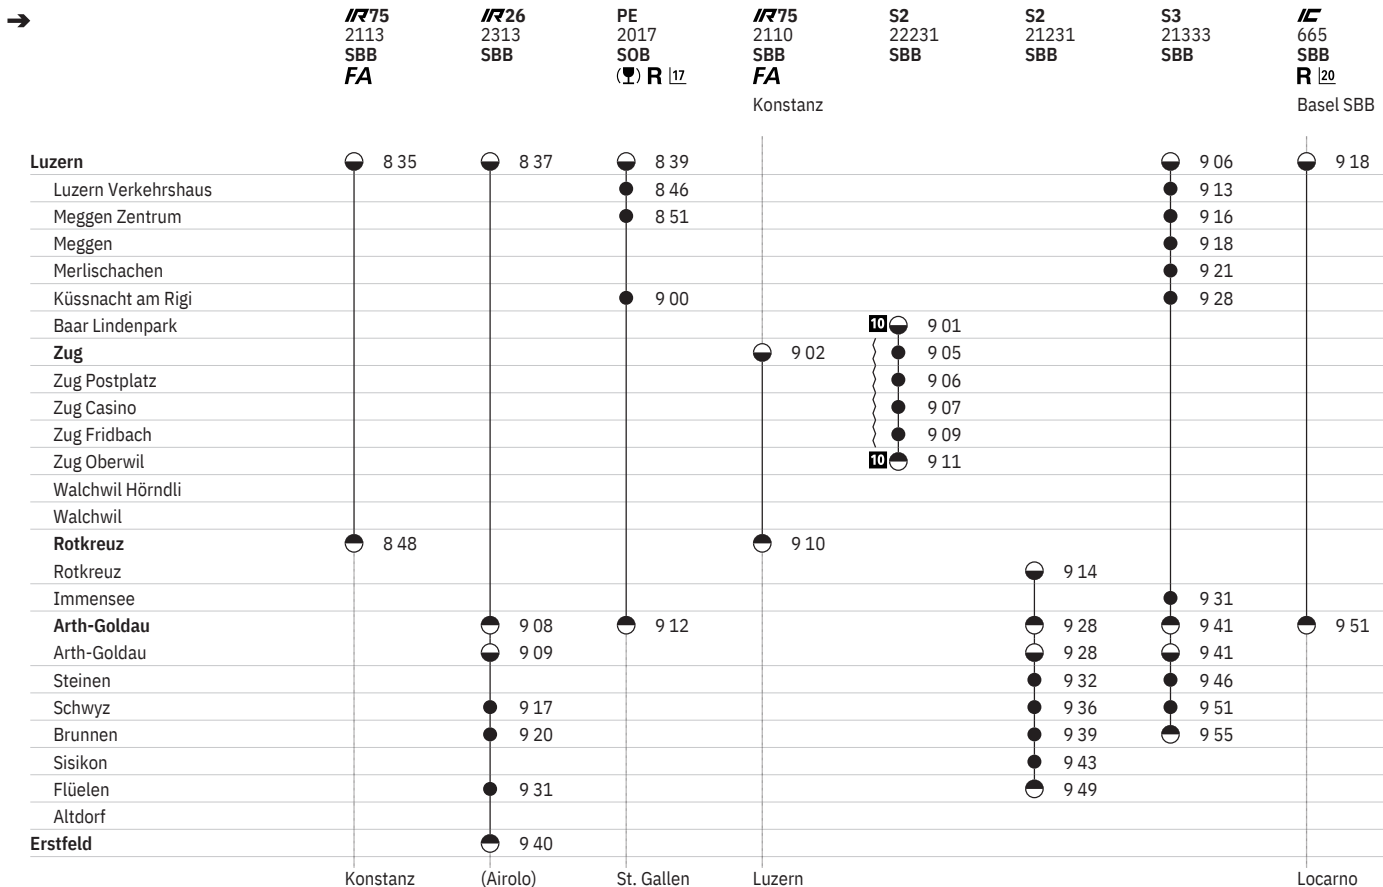 ➔ IR75 IR26 PE IR75 S2 S2 S3 IC
2113 2313 2017 2110 22231 21231 21333 665
SBB SBB SOB SBB SBB SBB SBB SBB
FA R 17 FA R 20
Konstanz Basel SBB
Luzern 8 35 8 37 8 39 9 06 9 18
Luzern Verkehrshaus 8 46 9 13
Meggen Zentrum 8 51 9 16
Meggen 9 18
Merlischachen 9 21
Küssnacht am Rigi 9 00 9 28
Baar Lindenpark 10 9 01
Zug 9 02 9 05
Zug Postplatz 9 06
Zug Casino 9 07
Zug Fridbach 9 09
Zug Oberwil 10 9 11
Walchwil Hörndli
Walchwil
Rotkreuz 8 48 9 10
Rotkreuz 9 14
Immensee 9 31
Arth-Goldau 9 08 9 12 9 28 9 41 9 51
Arth-Goldau 9 09 9 28 9 41
Steinen 9 32 9 46
Schwyz 9 17 9 36 9 51
Brunnen 9 20 9 39 9 55
Sisikon 9 43
Flüelen 9 31 9 49
Altdorf
Erstfeld 9 40
Konstanz (Airolo) St. Gallen Luzern Locarno